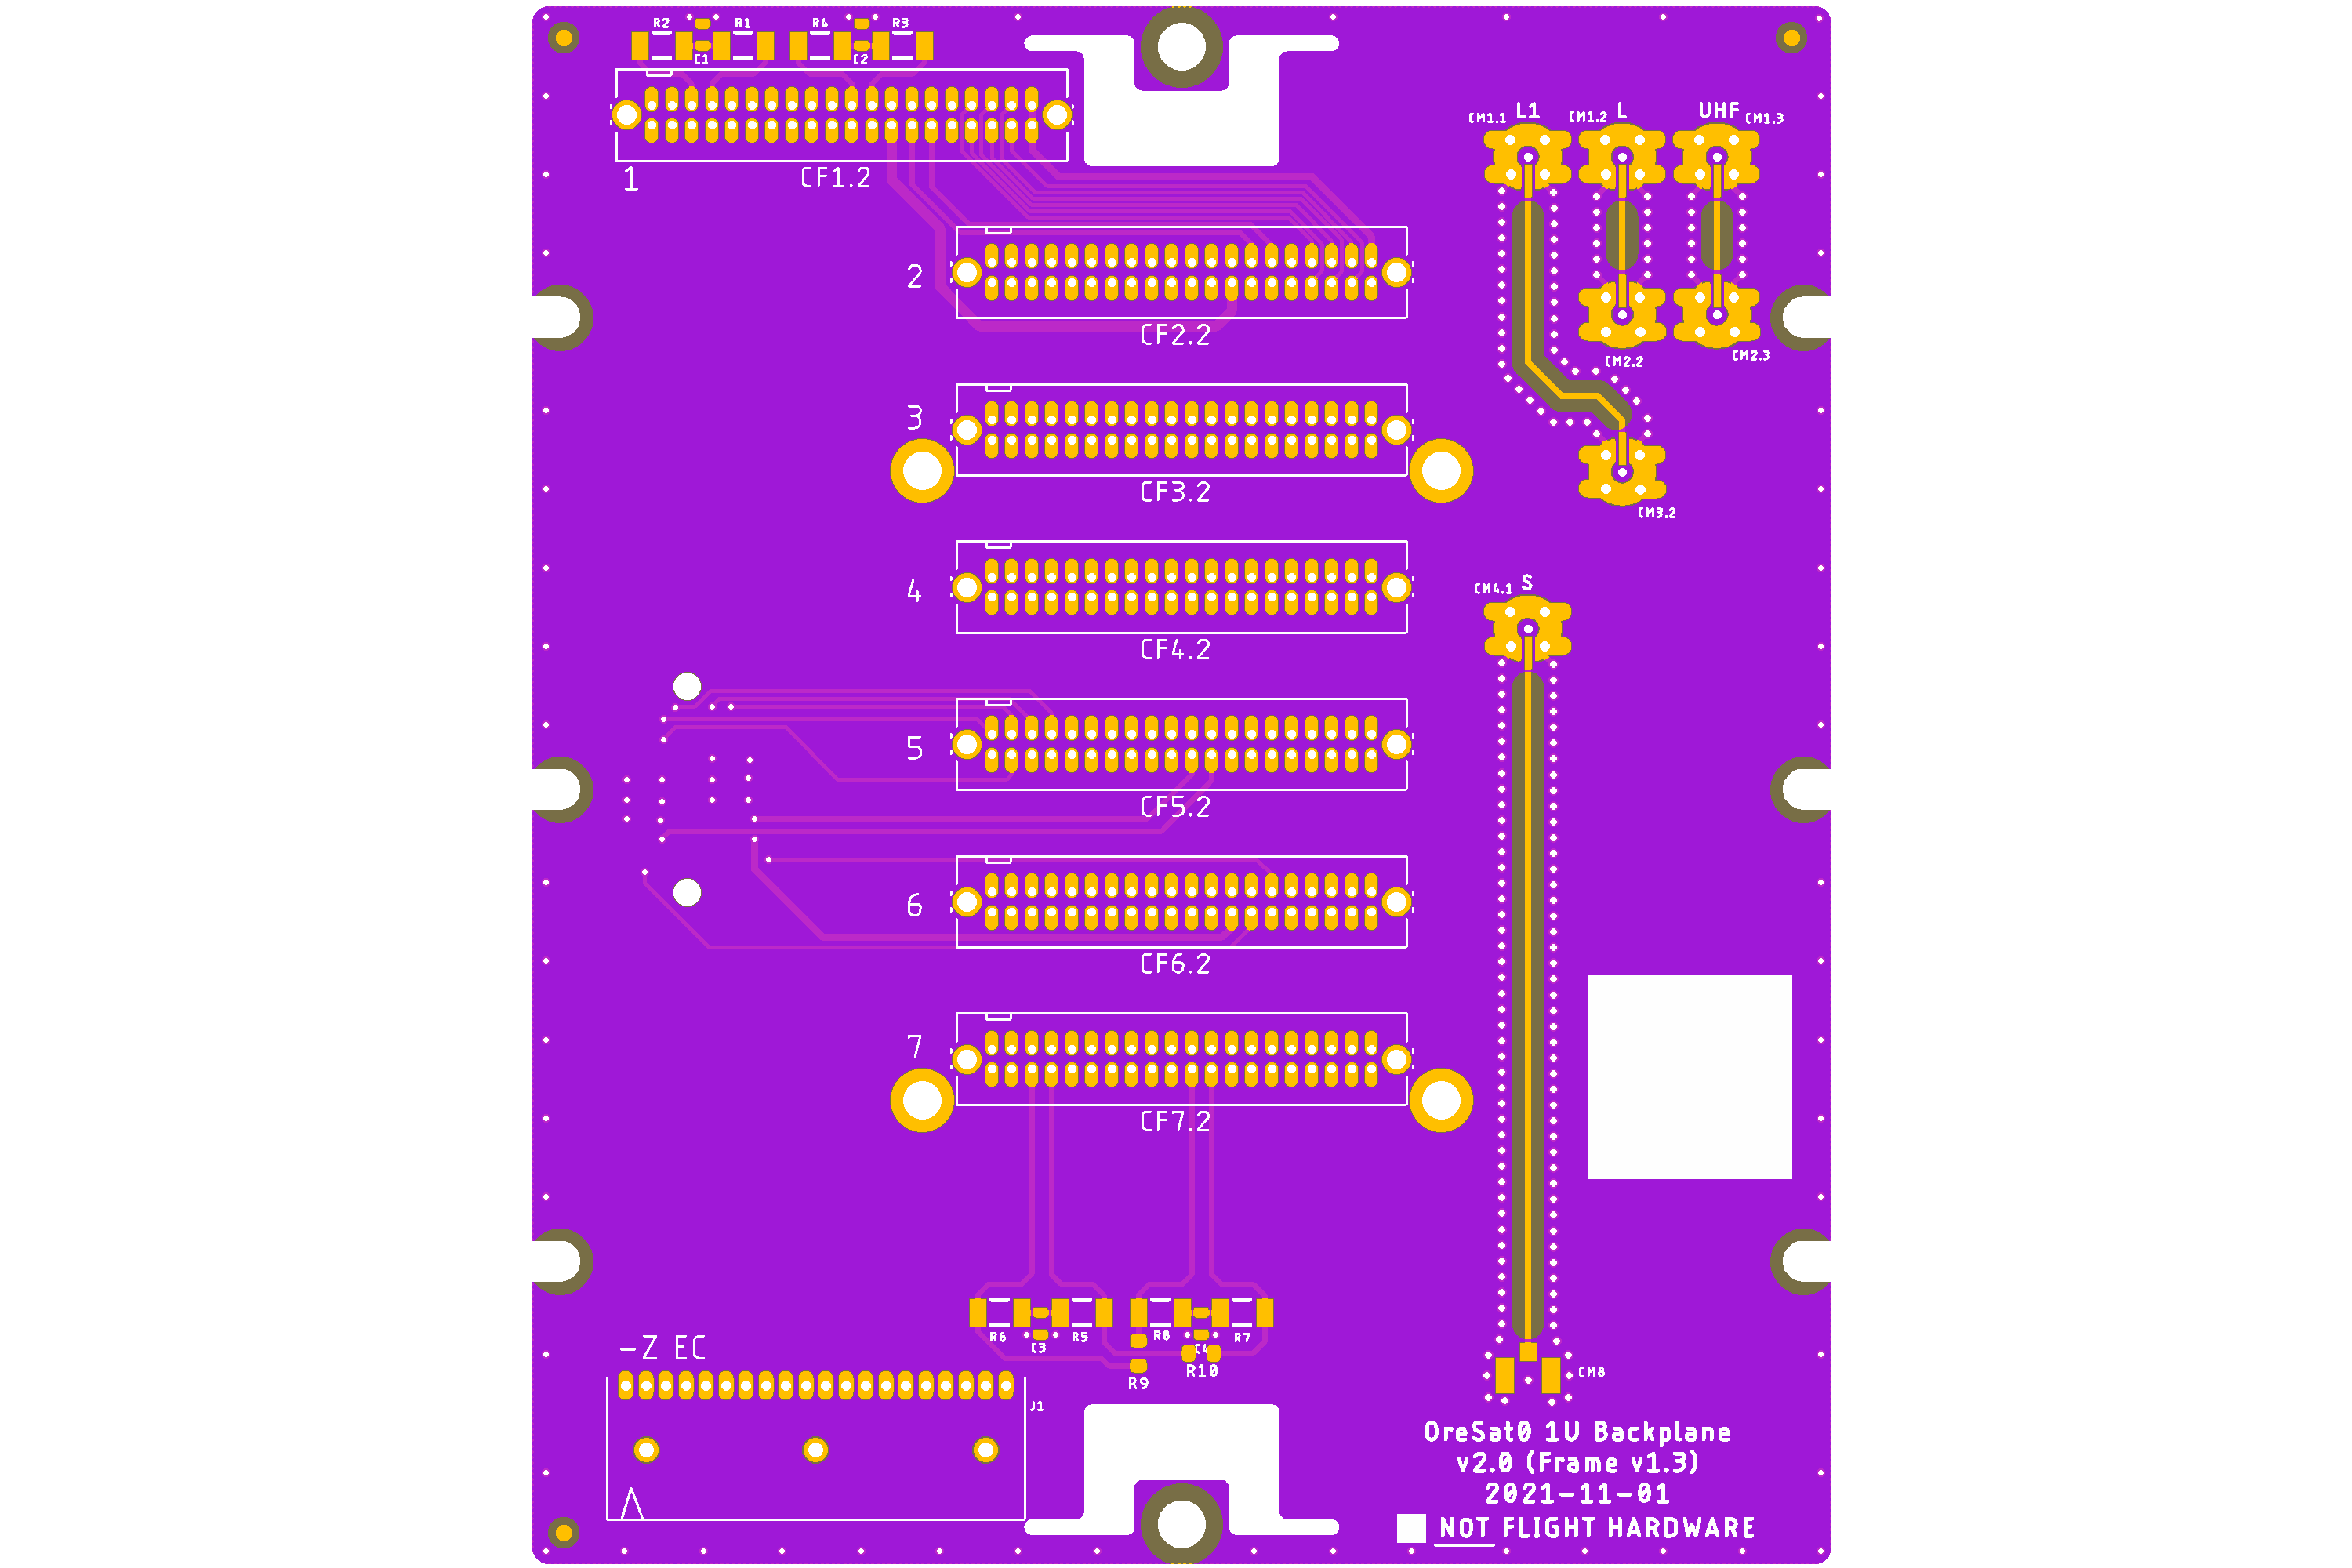 R2 R1 R4 R3
C1 C2
L1 L UHF
CM1.1 CM1.2 CM1.3
1 CF1.2
2
CF2.2
CM2.2 CM2.3
3
CF3.2
CM3.2
4
CM4.1 S
CF4.2
5
CF5.2
6
CF6.2
7
CF7.2
R6 R5 R8 R7
C3 C4
-Z EC
R9 R10
CM8
J1
OreSat0 1U Backplane
v2.0 (Frame v1.3)
2021-11-01
NOT FLIGHT HARDWARE